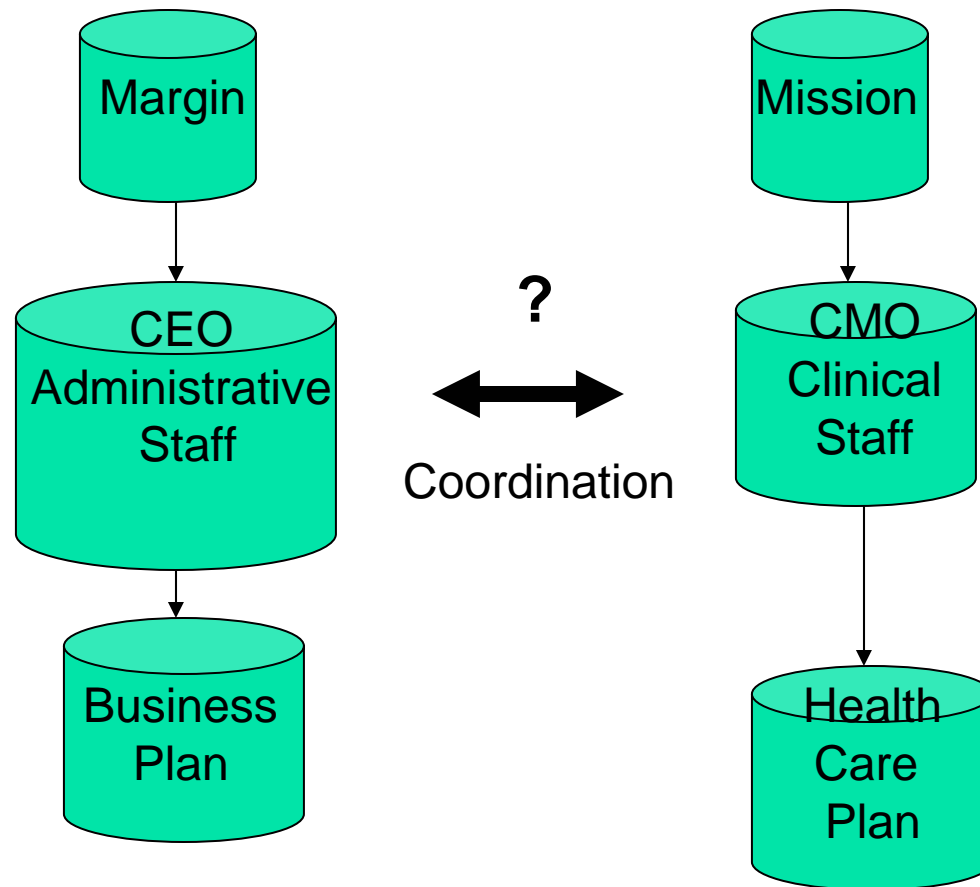 Margin
Mission
CEO
Administrative
Staff
?
Coordination
CMO
Clinical
Staff
Business
Plan
Health
Care
Plan